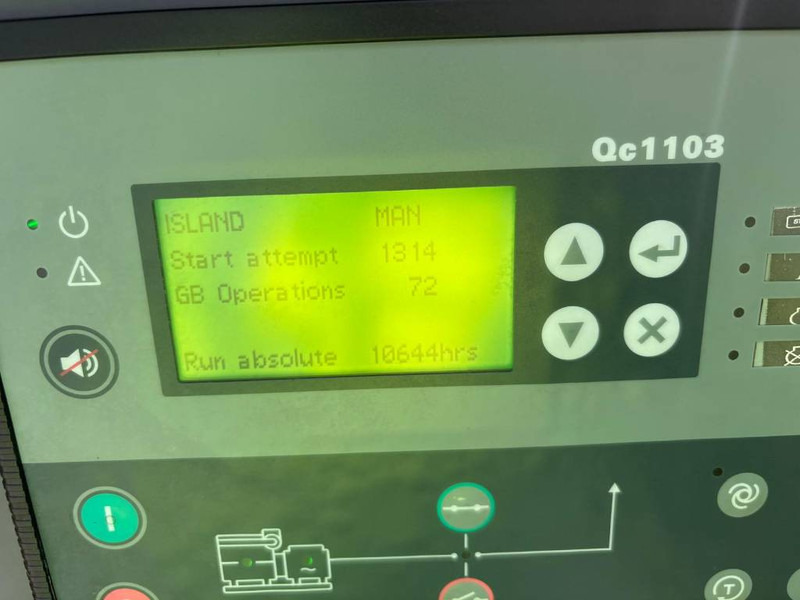 Qc1103
ISLAND MAN
Start attempt 1314
GB Operations 72
Run absolute 10644hrs